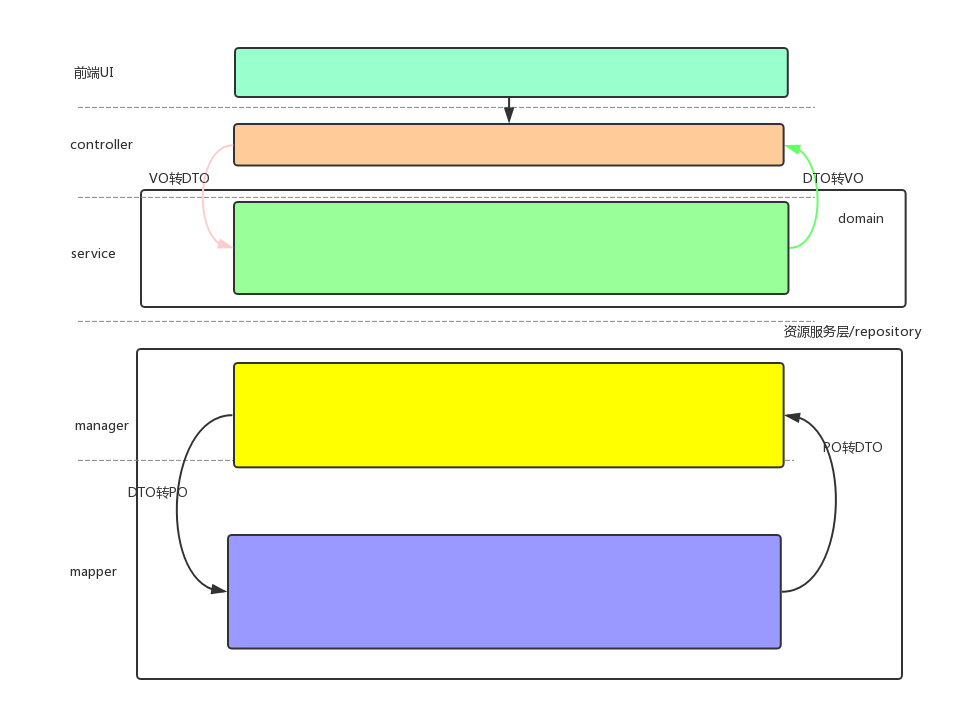 前端UI
controller
VO转DTO
DTO转VO
domain
service
资源服务层/repository
manager
PO转DTO
DTO转PO
mapper